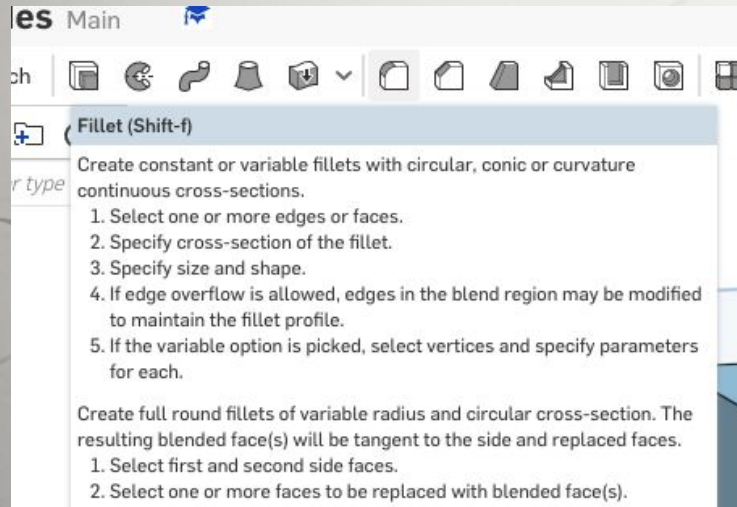 es Main
ch
Fillet (Shift-f)
r type
Create constant or variable fillets with circular, conic or curvature
continuous cross-sections.
1. Select one or more edges or faces.
2. Specify cross-section of the fillet.
3. Specify size and shape.
4. If edge overflow is allowed, edges in the blend region may be modified
to maintain the fillet profile.
5. If the variable option is picked, select vertices and specify parameters
for each.
Create full round fillets of variable radius and circular cross-section. The
resulting blended face(s) will be tangent to the side and replaced faces.
1. Select first and second side faces.
2. Select one or more faces to be replaced with blended face(s).